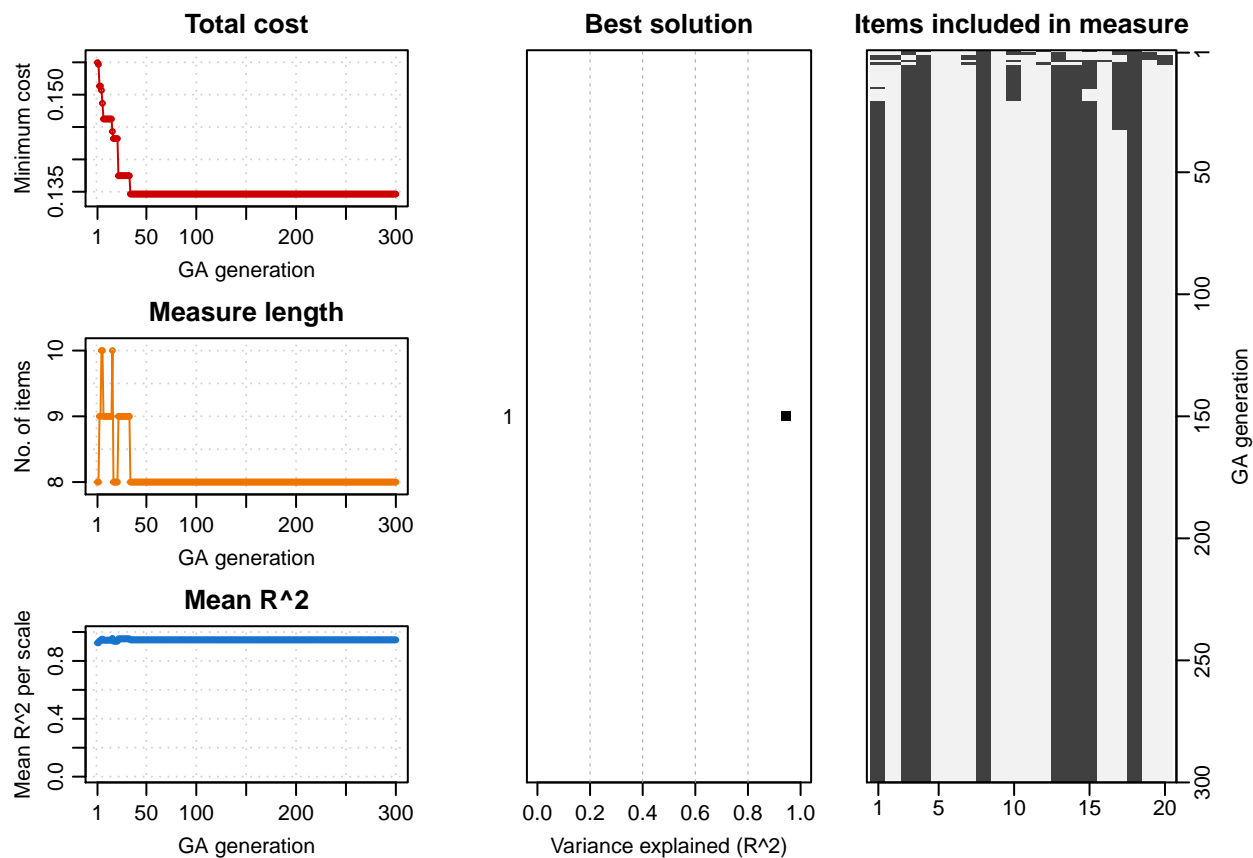 Total cost
Minimum cost
0.135 0.150
1 50 100 200 300
GA generation
Measure length
No. of items
8 9 10
1 50 100 200 300
GA generation
Mean R^2
Mean R^2 per scale
0.0 0.4 0.8
1 50 100 200 300
GA generation
Best solution
1
0.0 0.2 0.4 0.6 0.8 1.0
Variance explained (R^2)
Items included in measure
1 50 100 150 200 250 300
GA generation
1 5 10 15 20